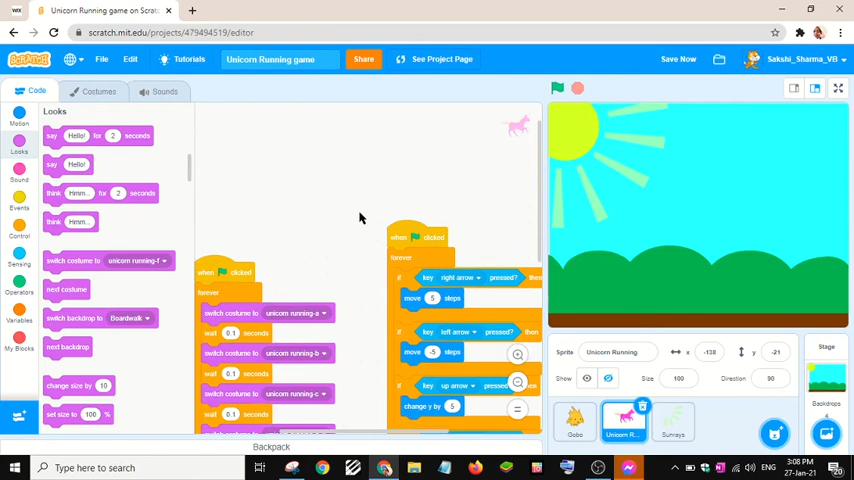 WiX
Unicorn Running game on Scratc
scratch.mit.edu/projects/479494519/editor
SCRATCH
File
Edit
Tutorials
Unicorn Running game
Share
See Project Page
Save Now
Sakshi_Sharma_VB
Code
Costumes
Sounds
Motion
Looks
Sound
Events
Control
Sensing
Operators
Variables
My Blocks
Looks
say Hello! for 2 seconds
say Hello!
think Hmm... for 2 seconds
think Hmm...
switch costume to unicorn running-f
next costume
switch backdrop to Boardwalk
next backdrop
change size by 10
set size to 100 %
when clicked
forever
switch costume to unicorn running-a
wait 0.1 seconds
switch costume to unicorn running-b
wait 0.1 seconds
switch costume to unicorn running-c
wait 0.1 seconds
when clicked
forever
if key right arrow pressed? then
move 5 steps
if key left arrow pressed? then
move -5 steps
if key up arrow pressed?
change y by 5
Sprite Unicorn Running x -138 y -21
Show Size 100 Direction 90
Gobo
Unicorn R...
Sunrays
Stage
Backdrops
4
Backpack
Type here to search
ENG
3:08 PM
27-Jan-21
20